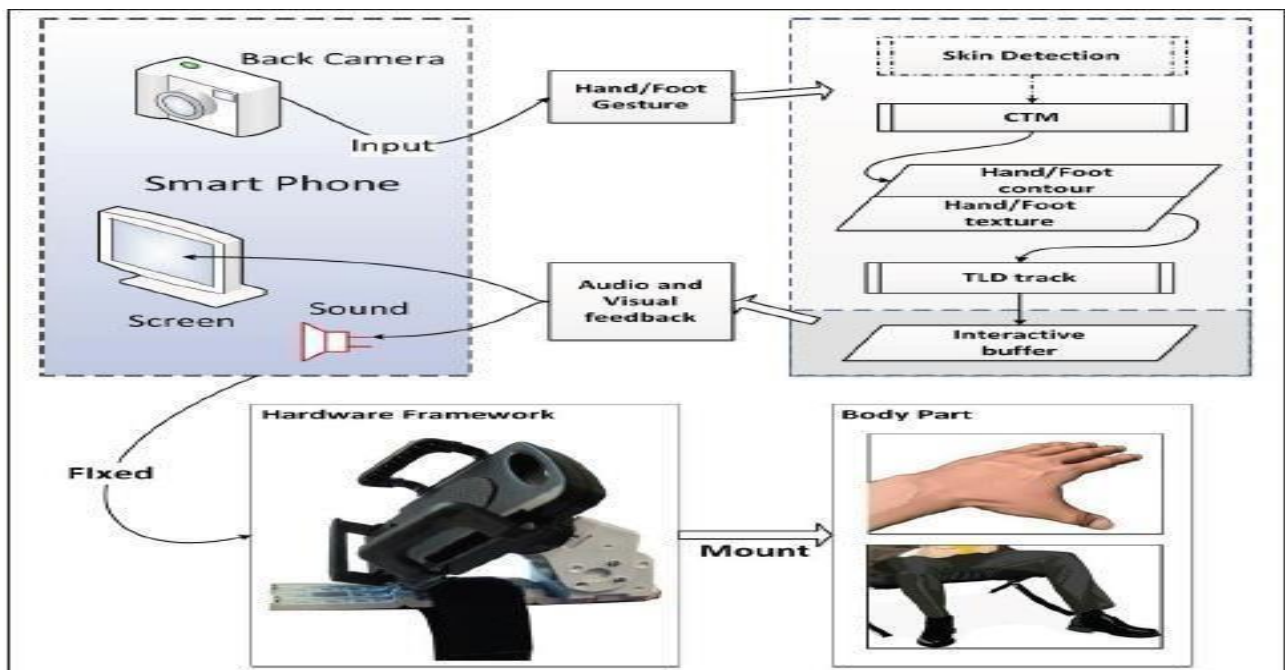 Back Camera
Input
Smart Phone
Screen
Sound
Hand/Foot
Gesture
Skin Detection
CTM
Hand/Foot
contour
Hand/Foot
texture
TLD track
Interactive
buffer
Audio and
Visual
feedback
FIxed
Hardware Framework
Mount
Body Part